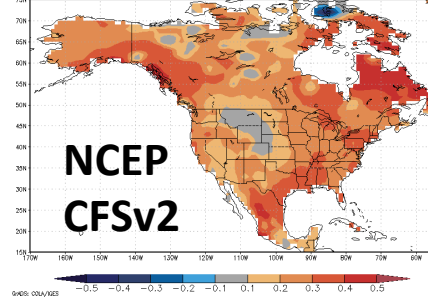 75N
70N
65N
60N
55N
50N
45N
40N
35N
30N
25N
20N
15N
NCEP
CFSv2
170W 160W 150W 140W 130W 120W 110W 100W 90W 80W 70W 60W
GrADS: COLA/IGES
-0.5 -0.4 -0.3 -0.2 -0.1 0.1 0.2 0.3 0.4 0.5